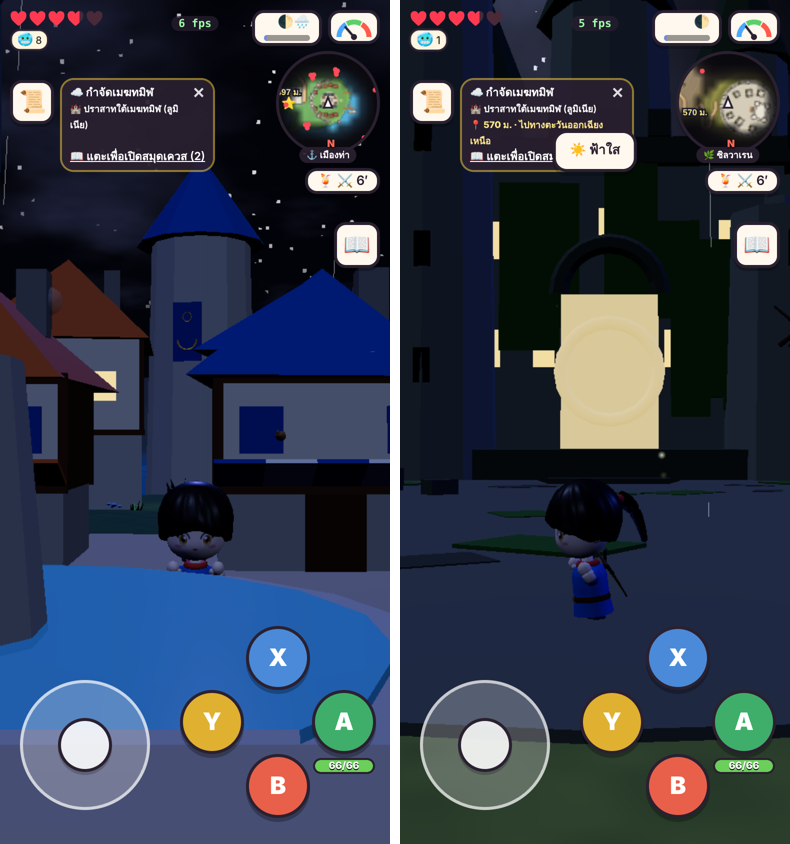 6 fps
8
☁️ กำจัดเมฆทมิฬ ✕
🏰 ปราสาทใต้เมฆทมิฬ (ลูมิ
เนีย)
📖 แตะเพื่อเปิดสมุดเควส (2)
97 ม.
N
⚓ เมืองท่า
6′
X
Y
A
B
66/66
5 fps
1
☁️ กำจัดเมฆทมิฬ ✕
🏰 ปราสาทใต้เมฆทมิฬ (ลูมิเนีย)
📍 570 ม. · ไปทางตะวันออกเฉียง
เหนือ
📖 แตะเพื่อเปิดสม
☀️ ฟ้าใส
570 ม.
N
🌿 ซิลวาเรน
6′
X
Y
A
B
66/66